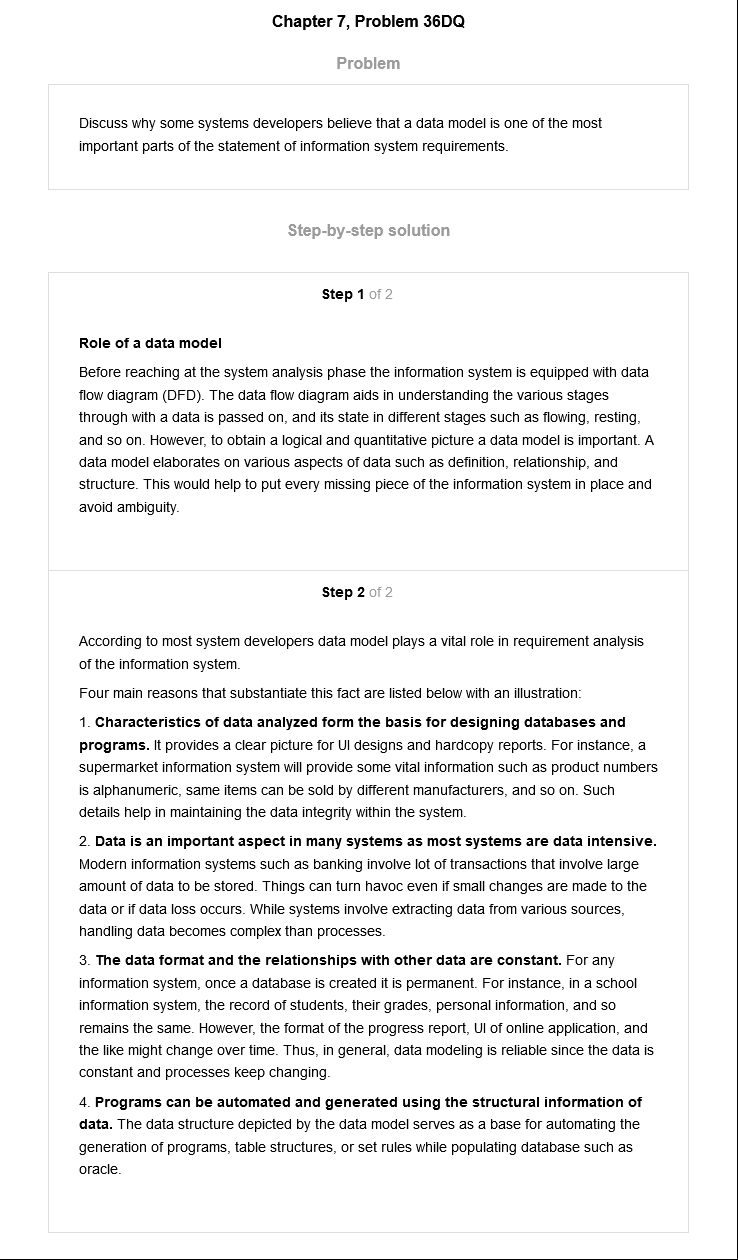 Chapter 7, Problem 36DQ
Problem
Discuss why some systems developers believe that a data model is one of the most
important parts of the statement of information system requirements.
Step-by-step solution
Step 1 of 2
Role of a data model
Before reaching at the system analysis phase the information system is equipped with data
flow diagram (DFD). The data flow diagram aids in understanding the various stages
through with a data is passed on, and its state in different stages such as flowing, resting,
and so on. However, to obtain a logical and quantitative picture a data model is important. A
data model elaborates on various aspects of data such as definition, relationship, and
structure. This would help to put every missing piece of the information system in place and
avoid ambiguity.
Step 2 of 2
According to most system developers data model plays a vital role in requirement analysis
of the information system.
Four main reasons that substantiate this fact are listed below with an illustration:
1. Characteristics of data analyzed form the basis for designing databases and
programs. It provides a clear picture for UI designs and hardcopy reports. For instance, a
supermarket information system will provide some vital information such as product numbers
is alphanumeric, same items can be sold by different manufacturers, and so on. Such
details help in maintaining the data integrity within the system.
2. Data is an important aspect in many systems as most systems are data intensive.
Modern information systems such as banking involve lot of transactions that involve large
amount of data to be stored. Things can turn havoc even if small changes are made to the
data or if data loss occurs. While systems involve extracting data from various sources,
handling data becomes complex than processes.
3. The data format and the relationships with other data are constant. For any
information system, once a database is created it is permanent. For instance, in a school
information system, the record of students, their grades, personal information, and so
remains the same. However, the format of the progress report, UI of online application, and
the like might change over time. Thus, in general, data modeling is reliable since the data is
constant and processes keep changing.
4. Programs can be automated and generated using the structural information of
data. The data structure depicted by the data model serves as a base for automating the
generation of programs, table structures, or set rules while populating database such as
oracle.